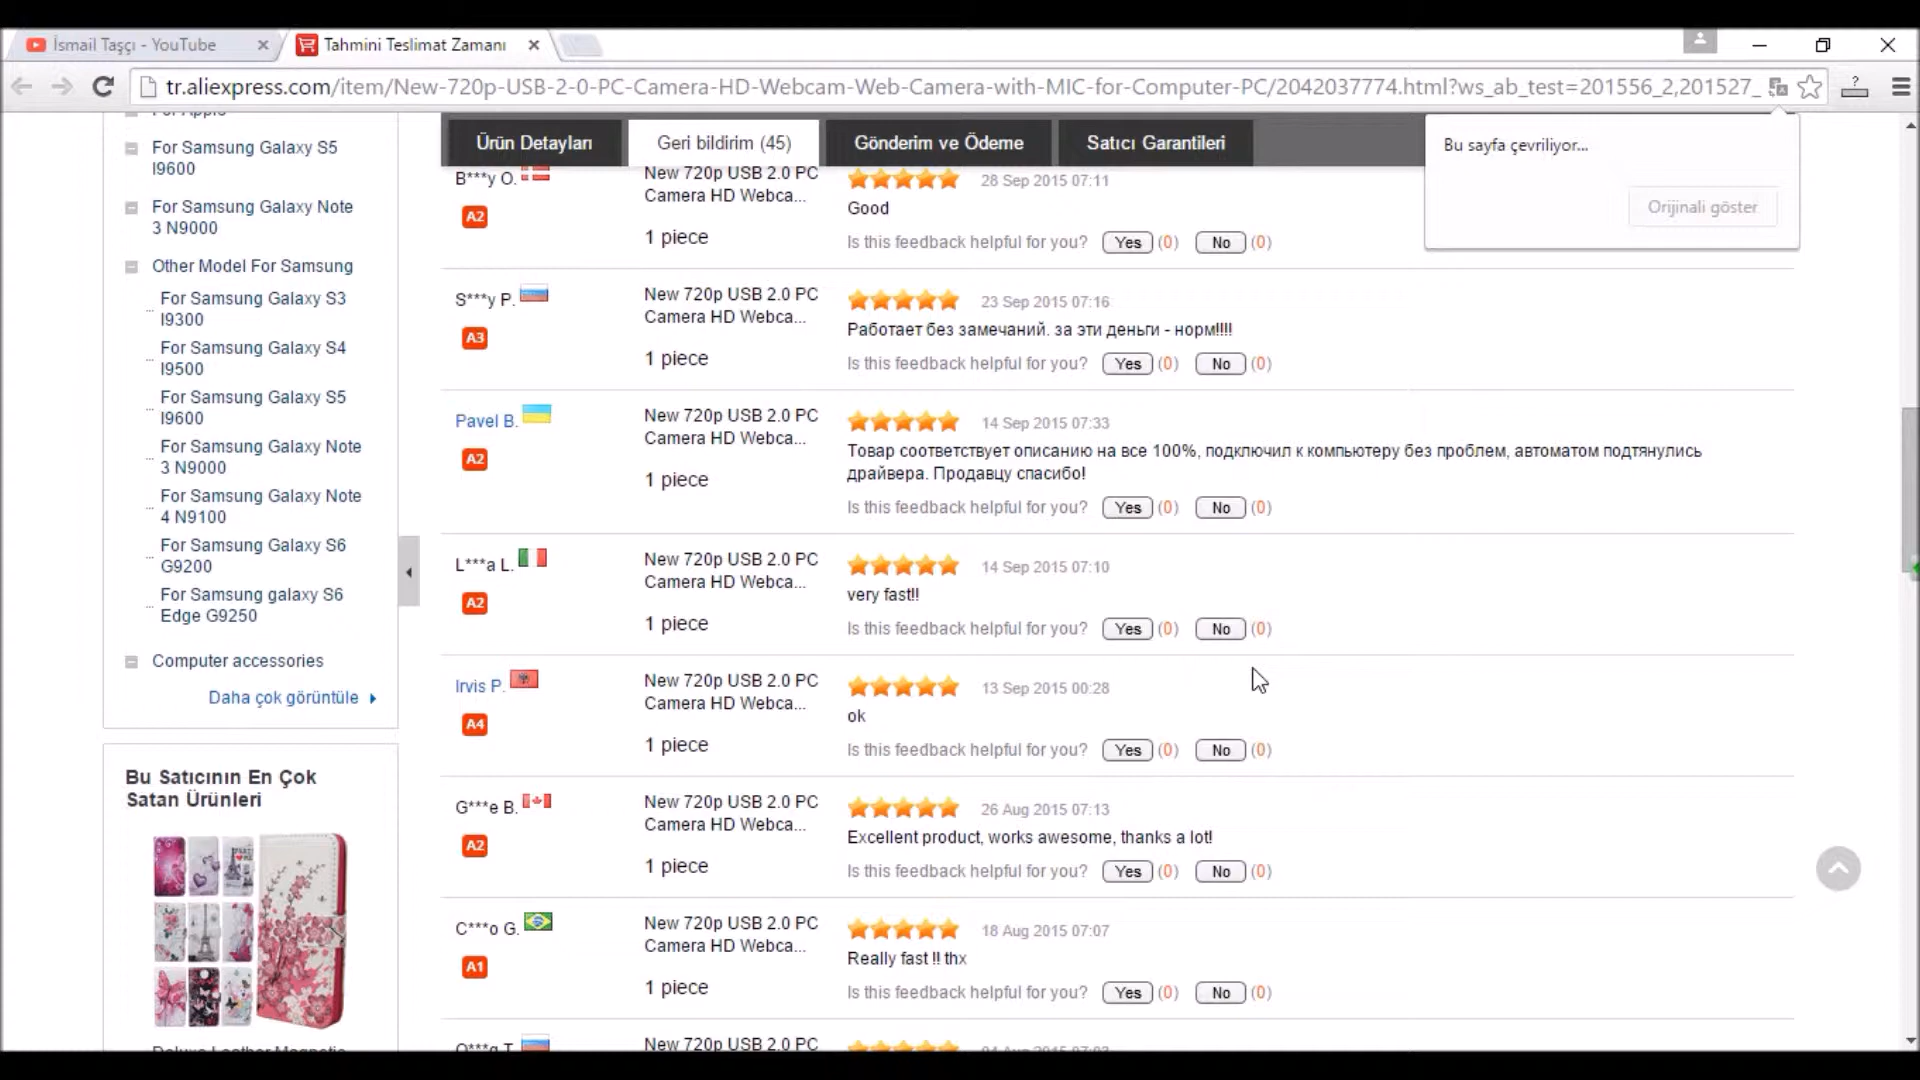 İsmail Taşçı - YouTube
Tahmini Teslimat Zamanı
tr.aliexpress.com/item/New-720p-USB-2-0-PC-Camera-HD-Webcam-Web-Camera-with-MIC-for-Computer-PC/2042037774.html?ws_ab_test=201556_2,201527_
Bu sayfa çevriliyor...
Orijinali göster
Ürün Detayları
Geri bildirim (45)
Gönderim ve Ödeme
Satıcı Garantileri
For Apple
For Samsung Galaxy S5
I9600
For Samsung Galaxy Note
3 N9000
Other Model For Samsung
For Samsung Galaxy S3
I9300
For Samsung Galaxy S4
I9500
For Samsung Galaxy S5
I9600
For Samsung Galaxy Note
3 N9000
For Samsung Galaxy Note
4 N9100
For Samsung Galaxy S6
G9200
For Samsung galaxy S6
Edge G9250
Computer accessories
Daha çok görüntüle
Bu Satıcının En Çok
Satan Ürünleri
Deluxe Leather Magnetic
B***y O.
A2
New 720p USB 2.0 PC
Camera HD Webca...
1 piece
28 Sep 2015 07:11
Good
Is this feedback helpful for you? Yes (0) No (0)
S***y P.
A3
New 720p USB 2.0 PC
Camera HD Webca...
1 piece
23 Sep 2015 07:16
Работает без замечаний. за эти деньги - норм!!!!
Is this feedback helpful for you? Yes (0) No (0)
Pavel B.
A2
New 720p USB 2.0 PC
Camera HD Webca...
1 piece
14 Sep 2015 07:33
Товар соответствует описанию на все 100%, подключил к компьютеру без проблем, автоматом подтянулись
драйвера. Продавцу спасибо!
Is this feedback helpful for you? Yes (0) No (0)
L***a L.
A2
New 720p USB 2.0 PC
Camera HD Webca...
1 piece
14 Sep 2015 07:10
very fast!!
Is this feedback helpful for you? Yes (0) No (0)
Irvis P.
A4
New 720p USB 2.0 PC
Camera HD Webca...
1 piece
13 Sep 2015 00:28
ok
Is this feedback helpful for you? Yes (0) No (0)
G***e B.
A2
New 720p USB 2.0 PC
Camera HD Webca...
1 piece
26 Aug 2015 07:13
Excellent product, works awesome, thanks a lot!
Is this feedback helpful for you? Yes (0) No (0)
C***o G.
A1
New 720p USB 2.0 PC
Camera HD Webca...
1 piece
18 Aug 2015 07:07
Really fast !! thx
Is this feedback helpful for you? Yes (0) No (0)
New 720p USB 2.0 PC